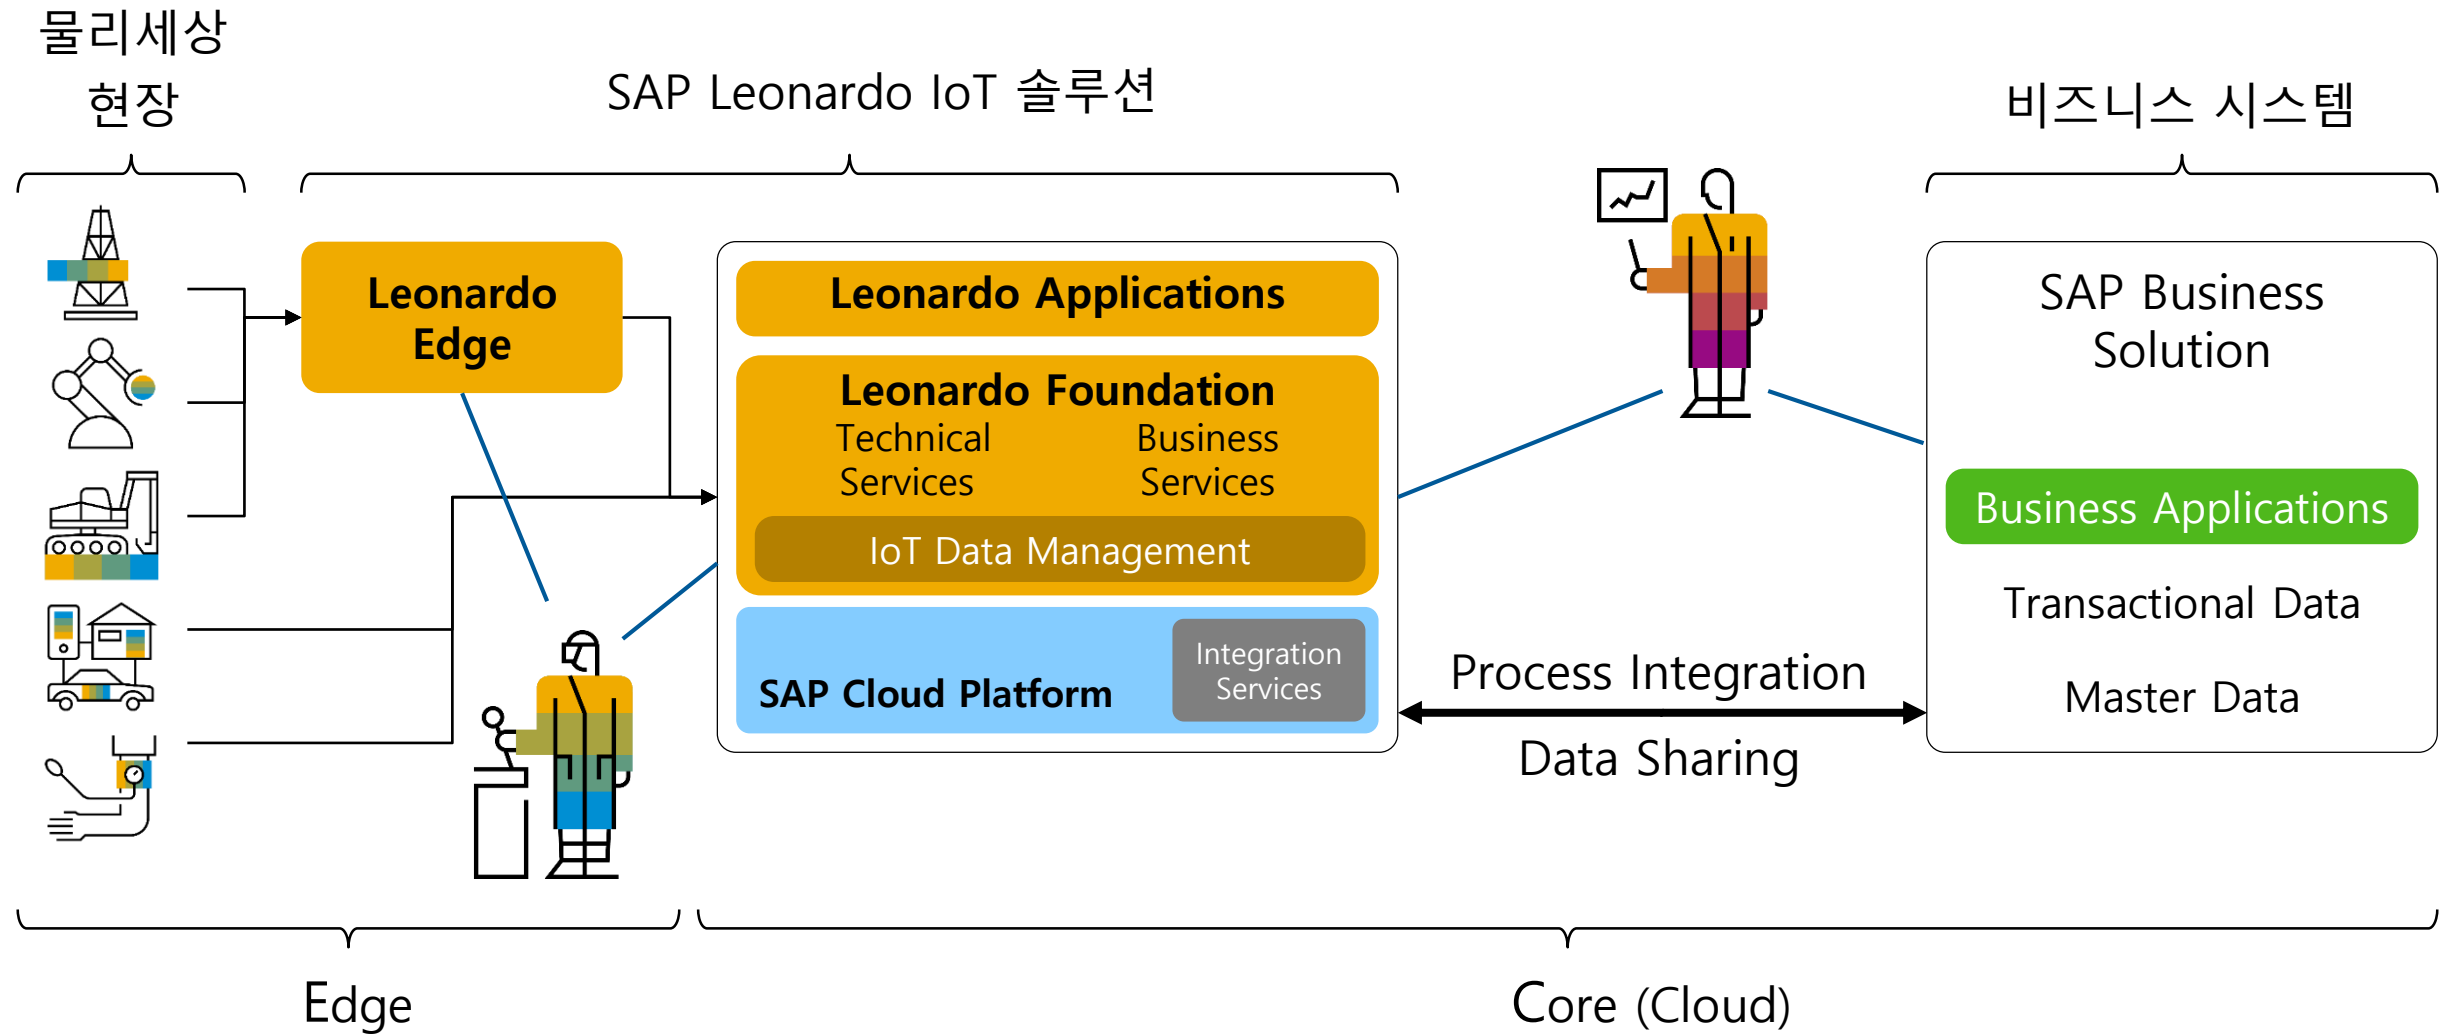 물리세상
현장
SAP Leonardo IoT 솔루션
비즈니스 시스템
Leonardo
Edge
Leonardo Applications
Leonardo Foundation
Technical
Services
Business
Services
IoT Data Management
SAP Cloud Platform
Integration
Services
Process Integration
Data Sharing
SAP Business
Solution
Business Applications
Transactional Data
Master Data
Edge
Core (Cloud)